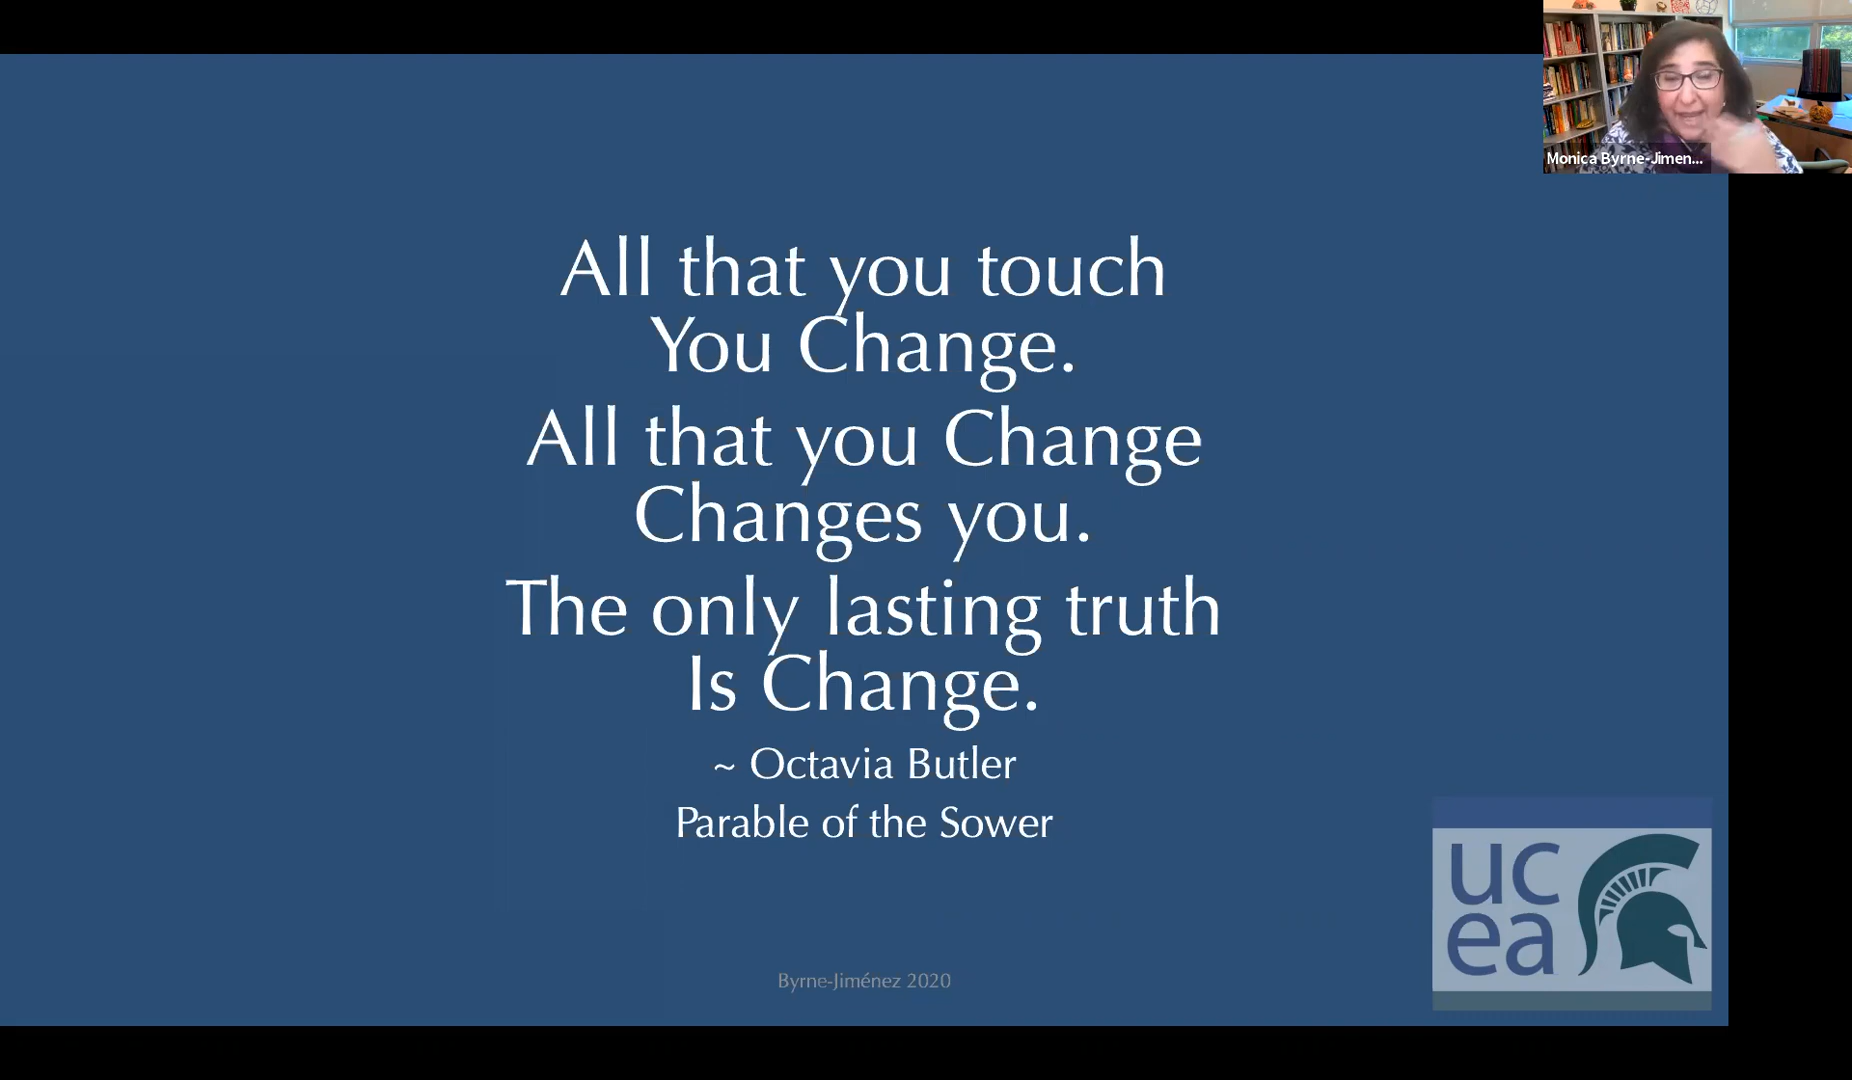 Monica Byrne-Jimen...
All that you touch
You Change.
All that you Change
Changes you.
The only lasting truth
Is Change.
~ Octavia Butler
Parable of the Sower
uc
ea
Byrne-Jiménez 2020